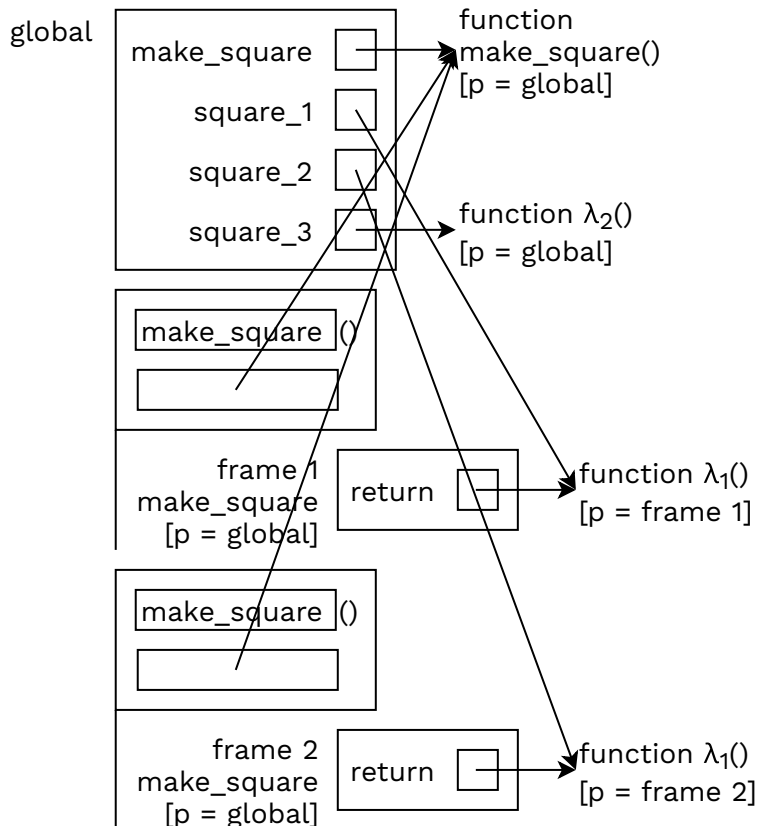 global
make_square
square_1
square_2
square_3
function
make_square()
[p = global]
function λ₂()
[p = global]
make_square ()
frame 1
make_square
[p = global]
return
function λ₁()
[p = frame 1]
make_square ()
frame 2
make_square
[p = global]
return
function λ₁()
[p = frame 2]